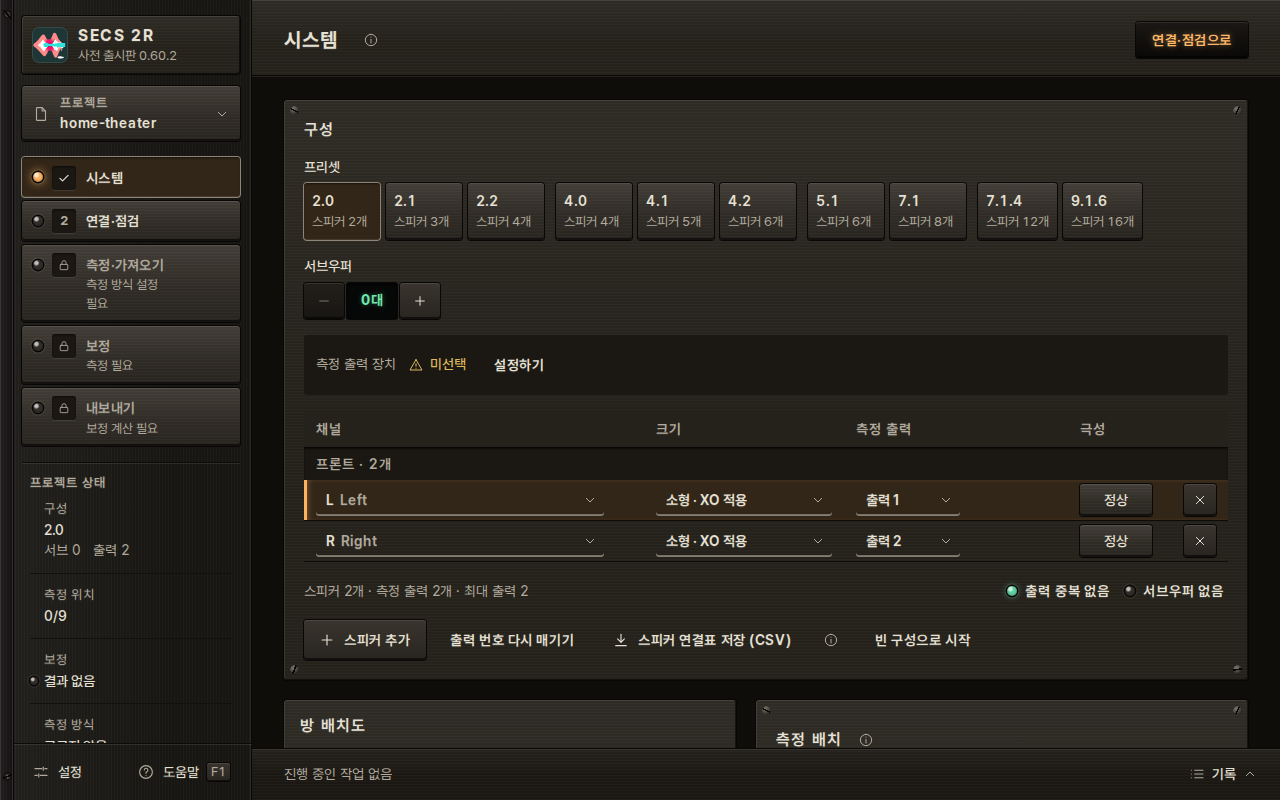 SECS 2R
사전 출시판 0.60.2
프로젝트
home-theater
시스템
2 연결·점검
측정·가져오기
측정 방식 설정
필요
보정
측정 필요
내보내기
보정 계산 필요
프로젝트 상태
구성
2.0
서브 0 출력 2
측정 위치
0/9
보정
결과 없음
측정 방식
설정 도움말 F1
시스템
연결·점검으로
구성
프리셋
2.0 2.1 2.2 4.0 4.1 4.2 5.1 7.1 7.1.4 9.1.6
스피커 2개 스피커 3개 스피커 4개 스피커 4개 스피커 5개 스피커 6개 스피커 6개 스피커 8개 스피커 12개 스피커 16개
서브우퍼
− 0대 +
측정 출력 장치 미선택 설정하기
채널 크기 측정 출력 극성
프론트 · 2개
L Left 소형 · XO 적용 출력 1 정상
R Right 소형 · XO 적용 출력 2 정상
스피커 2개 · 측정 출력 2개 · 최대 출력 2 출력 중복 없음 서브우퍼 없음
스피커 추가 출력 번호 다시 매기기 스피커 연결표 저장 (CSV) 빈 구성으로 시작
방 배치도
측정 배치
진행 중인 작업 없음 기록